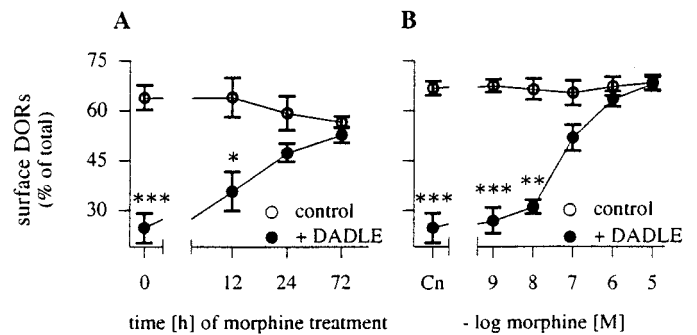 A
B
surface DORs
(% of total)
75
60
45
30
***
*
control
+ DADLE
0
12
24
72
time [h] of morphine treatment
***
***
**
control
+ DADLE
Cn
9
8
7
6
5
- log morphine [M]